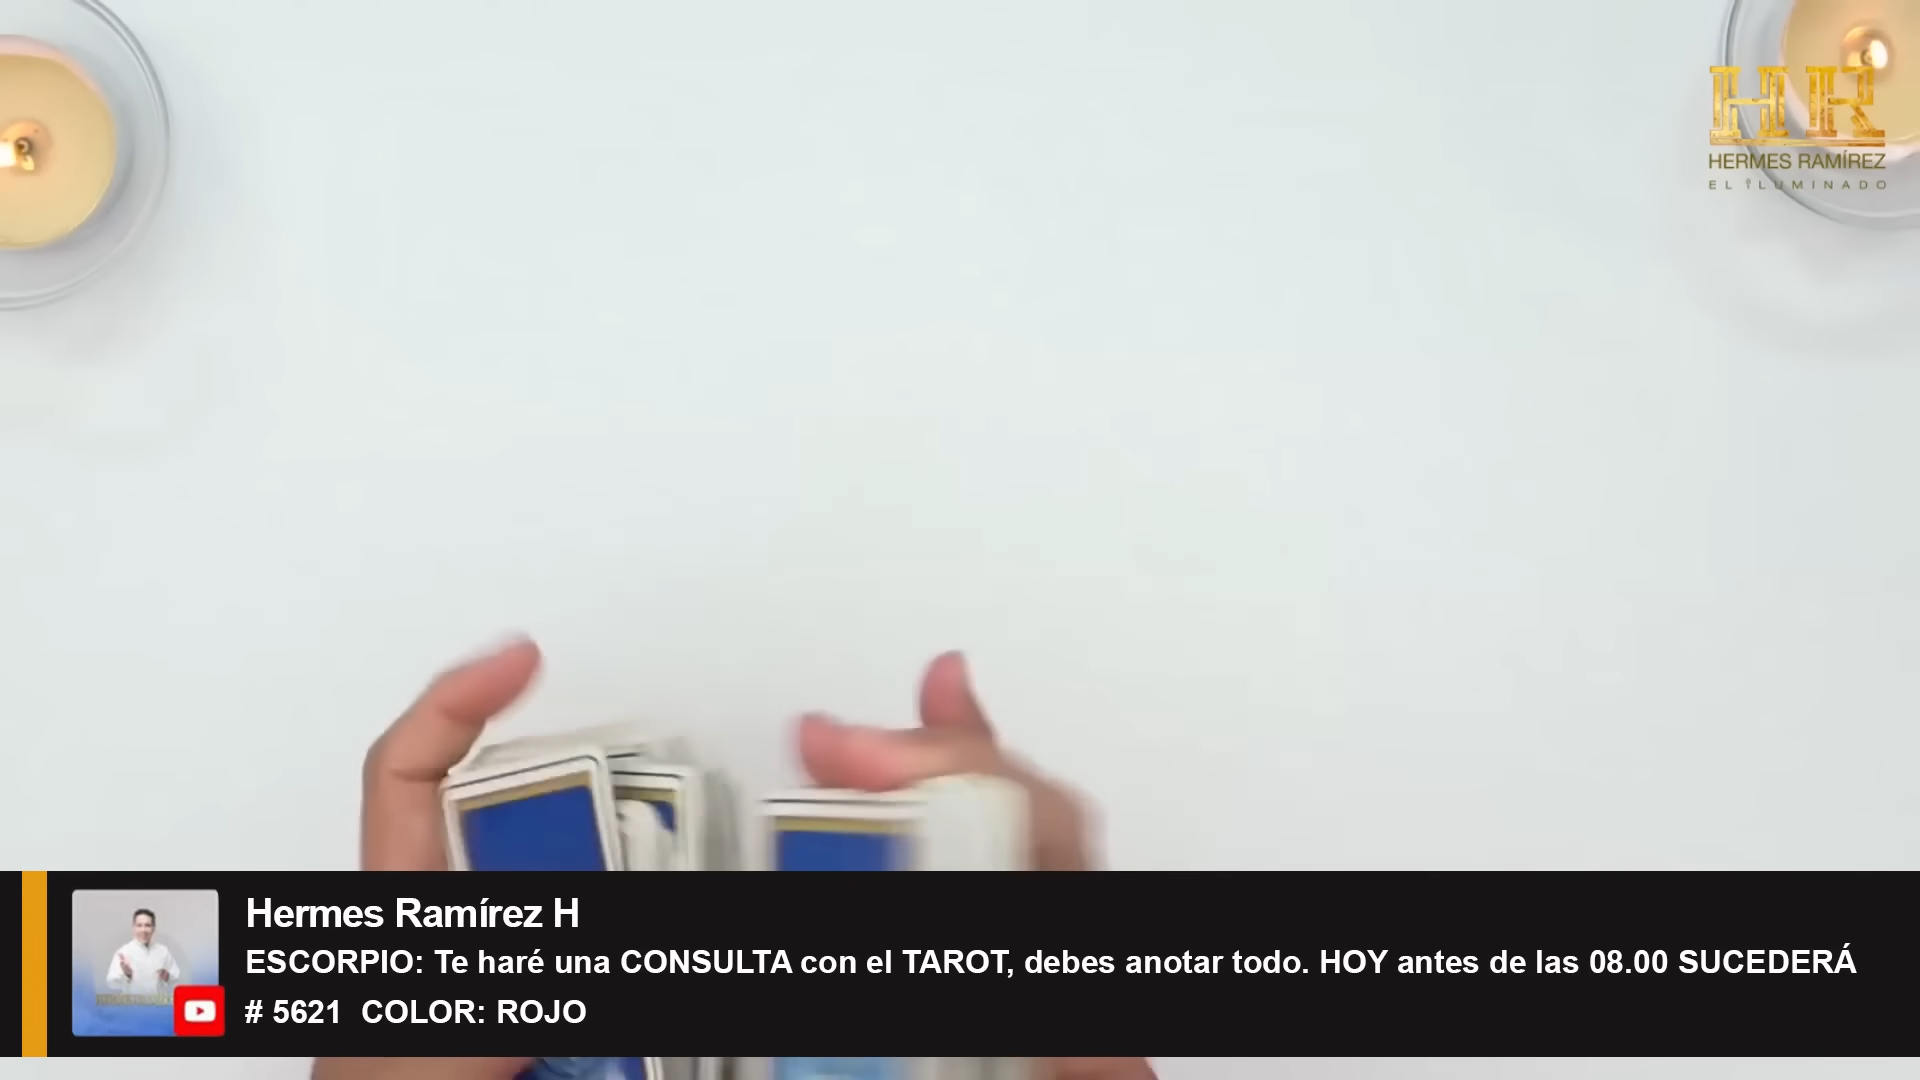 HR
HERMES RAMÍREZ
EL ILUMINADO
Hermes Ramírez H
ESCORPIO: Te haré una CONSULTA con el TAROT, debes anotar todo. HOY antes de las 08.00 SUCEDERÁ
# 5621 COLOR: ROJO